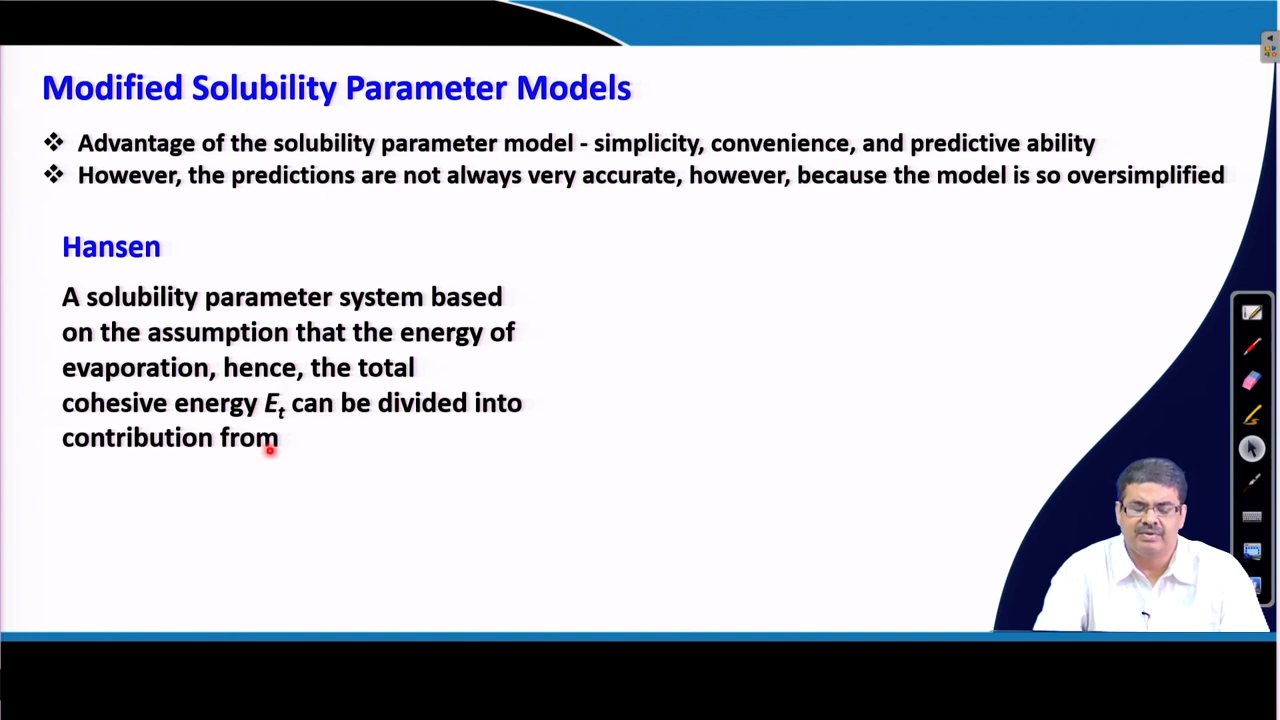 Modified Solubility Parameter Models
❖ Advantage of the solubility parameter model - simplicity, convenience, and predictive ability
❖ However, the predictions are not always very accurate, however, because the model is so oversimplified
Hansen
A solubility parameter system based
on the assumption that the energy of
evaporation, hence, the total
cohesive energy Et can be divided into
contribution from